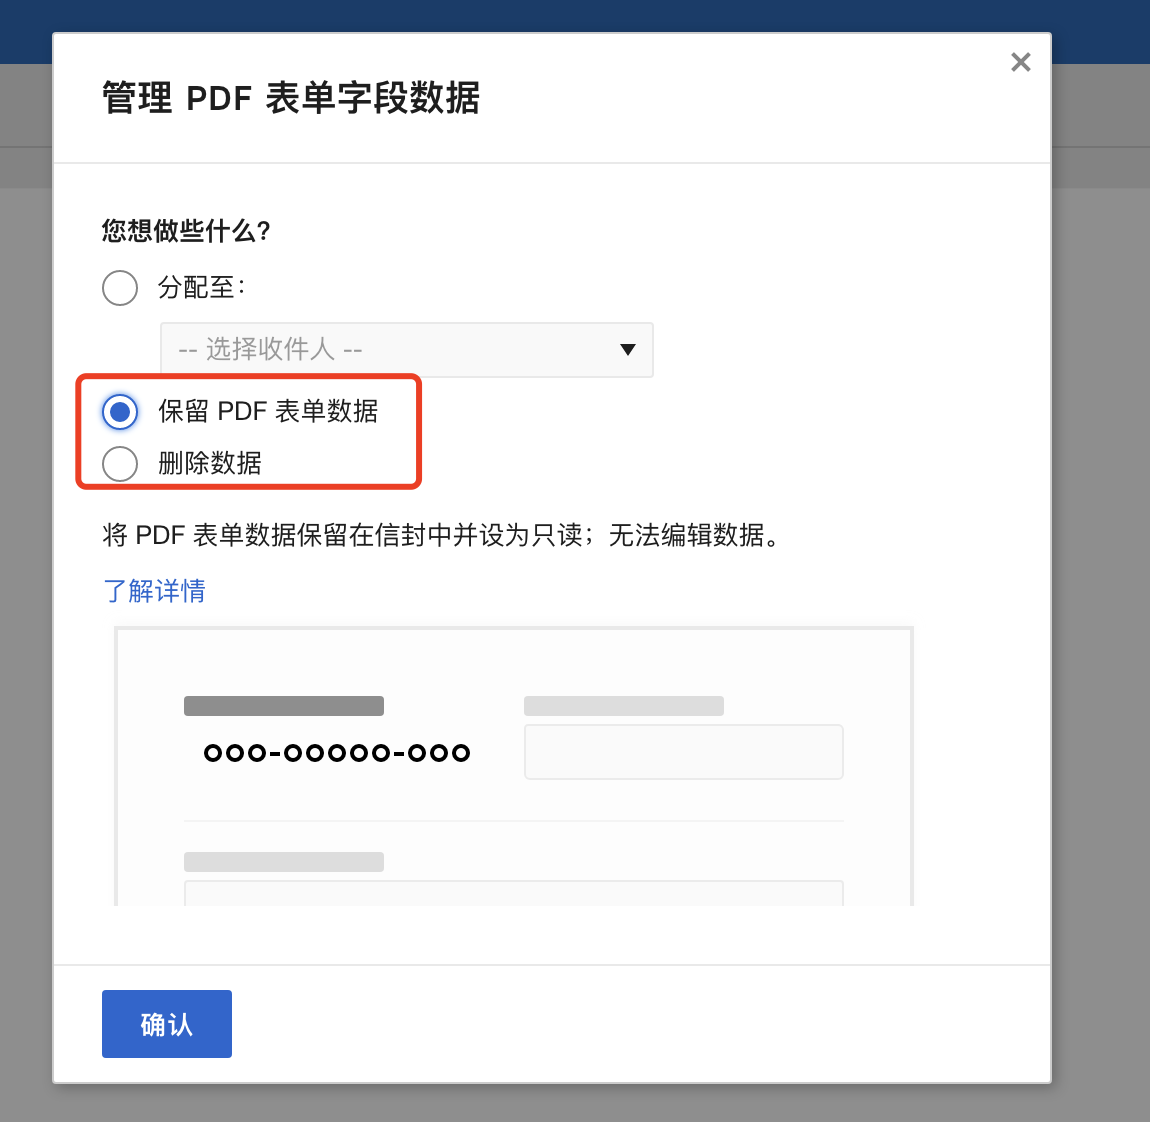 管理 PDF 表单字段数据
您想做些什么?
分配至：
-- 选择收件人 --
保留 PDF 表单数据
删除数据
将 PDF 表单数据保留在信封中并设为只读；无法编辑数据。
了解详情
ooo-ooooo-ooo
确认